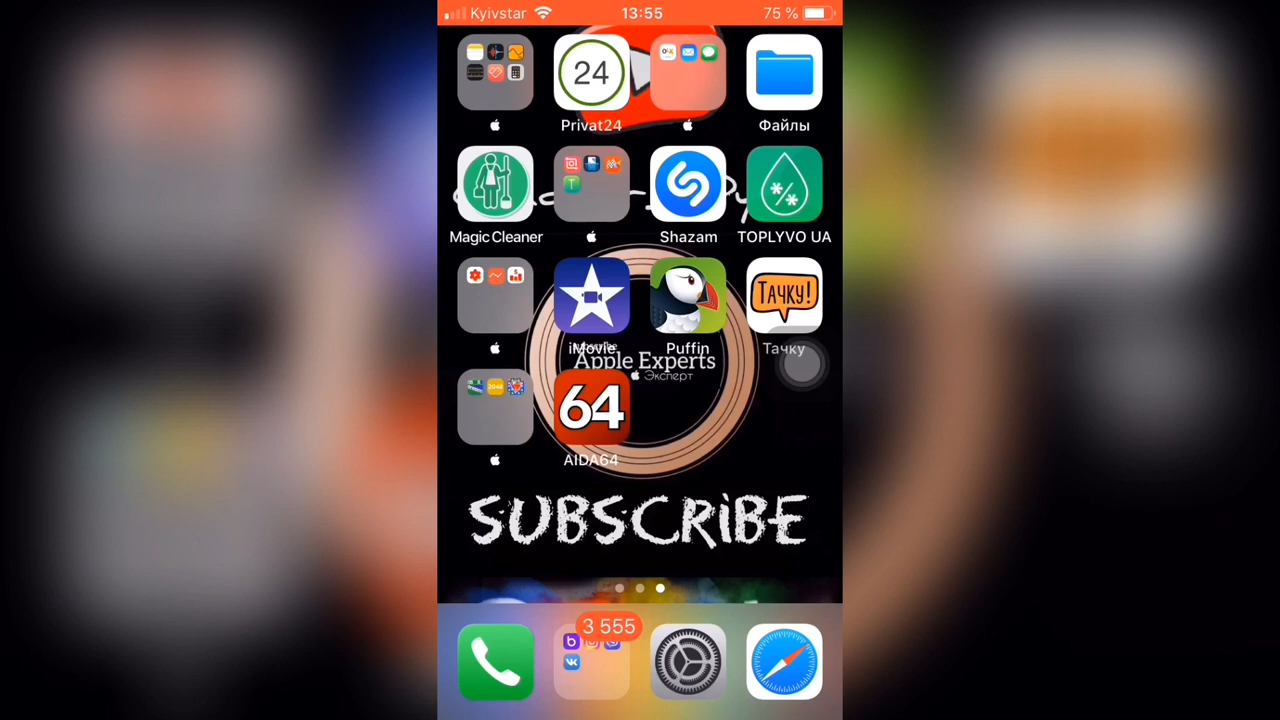 Kyivstar 13:55 75 %
24
Privat24 Файлы
Magic Cleaner Shazam TOPLYVO UA
ТАЧКУ!
iMovie Puffin Тачку
Apple Experts
Эксперт
64
AIDA64
SUBSCRiBE
3 555